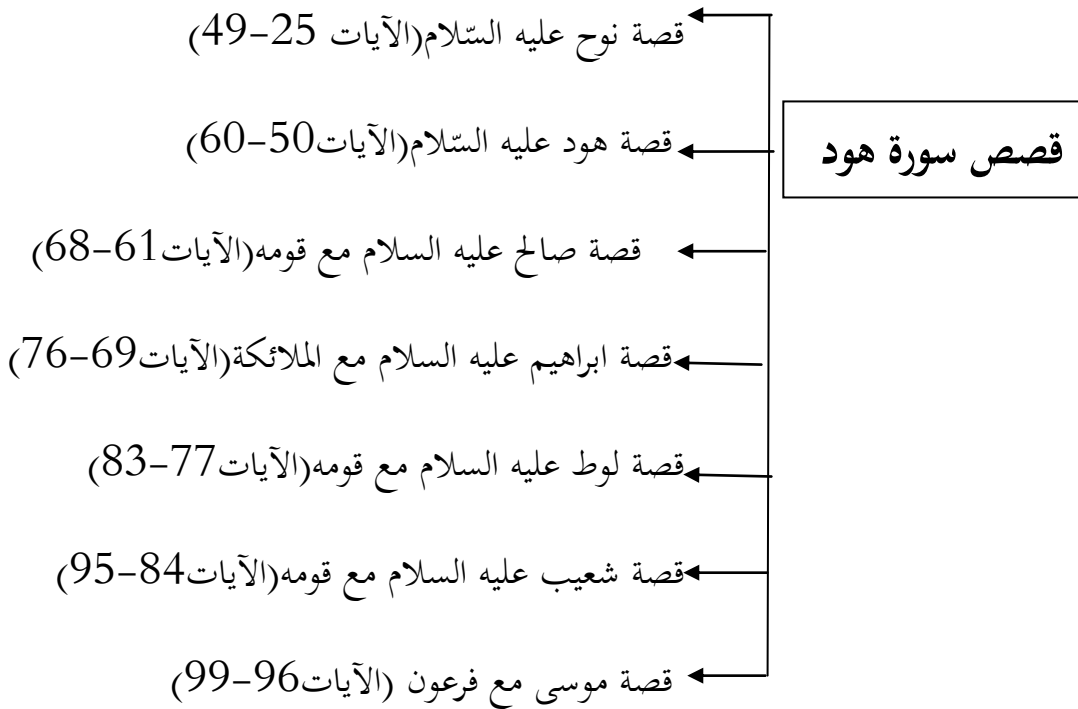 قصص سورة هود
قصة نوح عليه السّلام(الآيات 25-49)
قصة هود عليه السّلام(الآيات50-60)
قصة صالح عليه السلام مع قومه(الآيات61-68)
قصة ابراهيم عليه السلام مع الملائكة(الآيات69-76)
قصة لوط عليه السلام مع قومه(الآيات77-83)
قصة شعيب عليه السلام مع قومه(الآيات84-95)
قصة موسى مع فرعون (الآيات96-99)